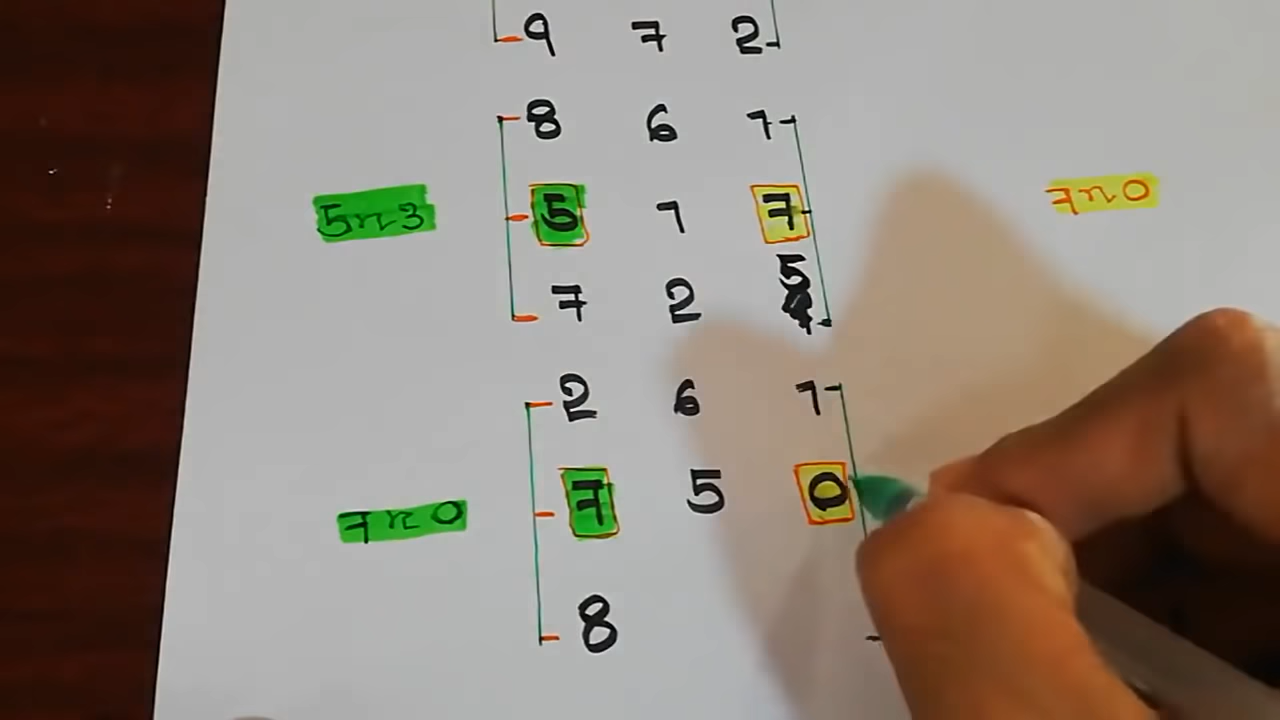 9 7 2
8 6 7
5n3 5 7 7 7n0
7 2 5
2 6 7
7n0 7 5 0
8